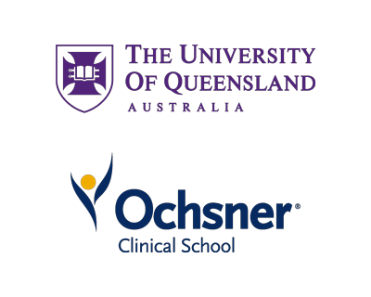 THE UNIVERSITY
OF QUEENSLAND
AUSTRALIA
Ochsner®
Clinical School